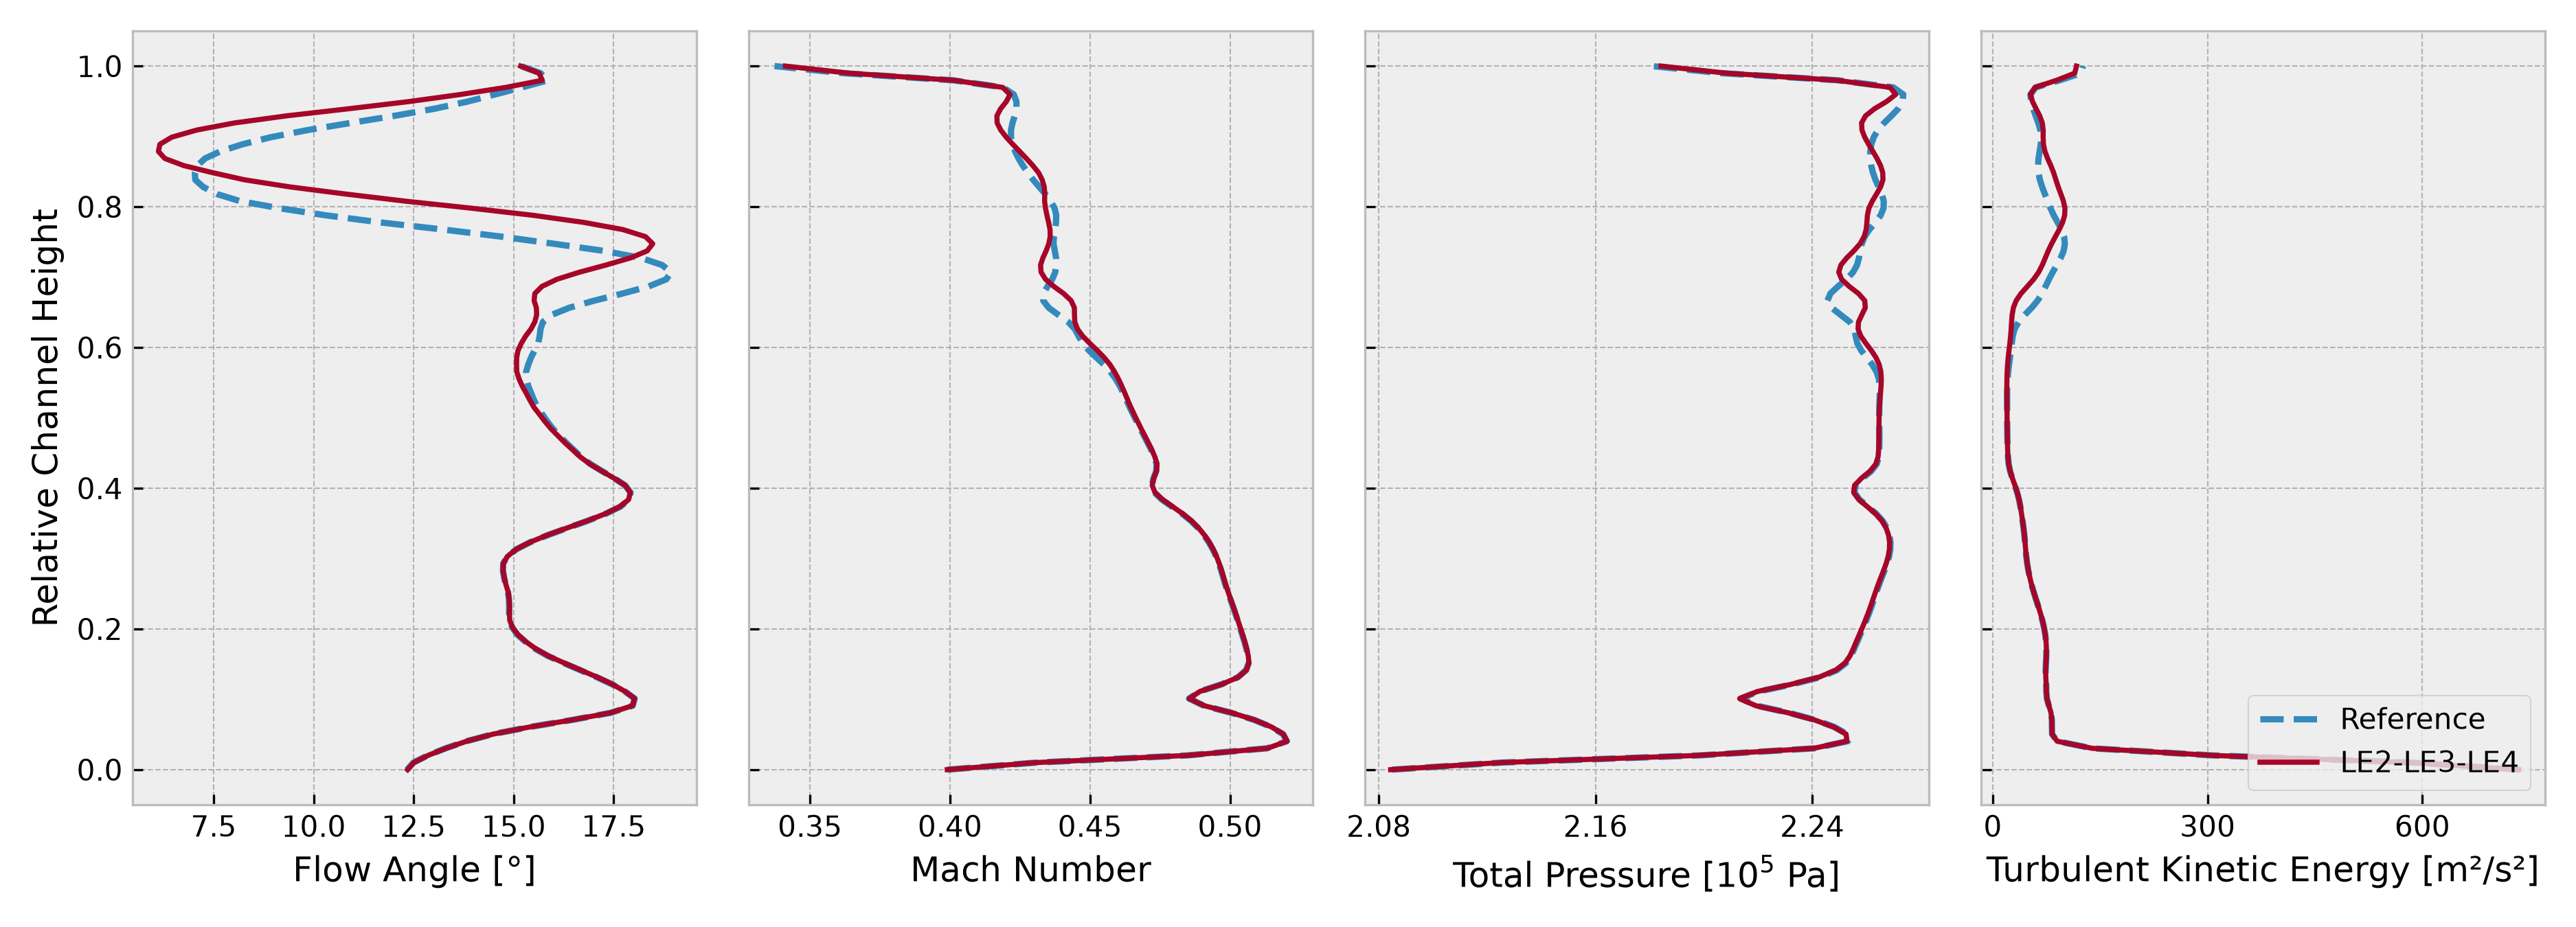 Relative Channel Height
1.0
0.8
0.6
0.4
0.2
0.0
7.5 10.0 12.5 15.0 17.5
Flow Angle [°]
0.35 0.40 0.45 0.50
Mach Number
2.08 2.16 2.24
Total Pressure [10⁵ Pa]
Reference
LE2-LE3-LE4
0 300 600
Turbulent Kinetic Energy [m²/s²]